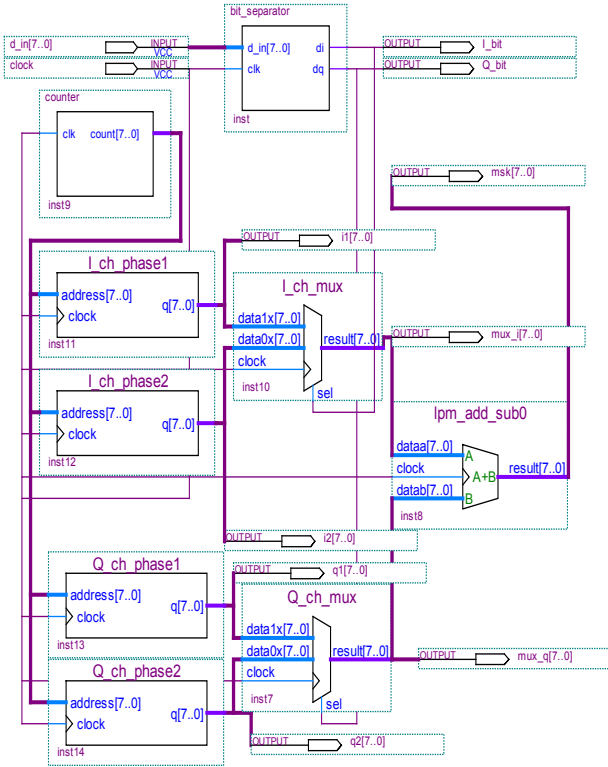 bit_separator
d_in[7..0] INPUT VCC
clock INPUT VCC
d_in[7..0] di
clk dq
inst
OUTPUT I_bit
OUTPUT Q_bit
counter
clk count[7..0]
inst9
OUTPUT msk[7..0]
OUTPUT i1[7..0]
I_ch_phase1
address[7..0] q[7..0]
clock
inst11
I_ch_mux
data1x[7..0]
data0x[7..0] result[7..0]
clock
sel
inst10
OUTPUT mux_i[7..0]
I_ch_phase2
address[7..0] q[7..0]
clock
inst12
lpm_add_sub0
dataa[7..0] A
clock A+B result[7..0]
datab[7..0] B
inst8
OUTPUT i2[7..0]
Q_ch_phase1
address[7..0] q[7..0]
clock
inst13
OUTPUT q1[7..0]
Q_ch_mux
data1x[7..0]
data0x[7..0] result[7..0]
clock
sel
inst7
OUTPUT mux_q[7..0]
Q_ch_phase2
address[7..0] q[7..0]
clock
inst14
OUTPUT q2[7..0]